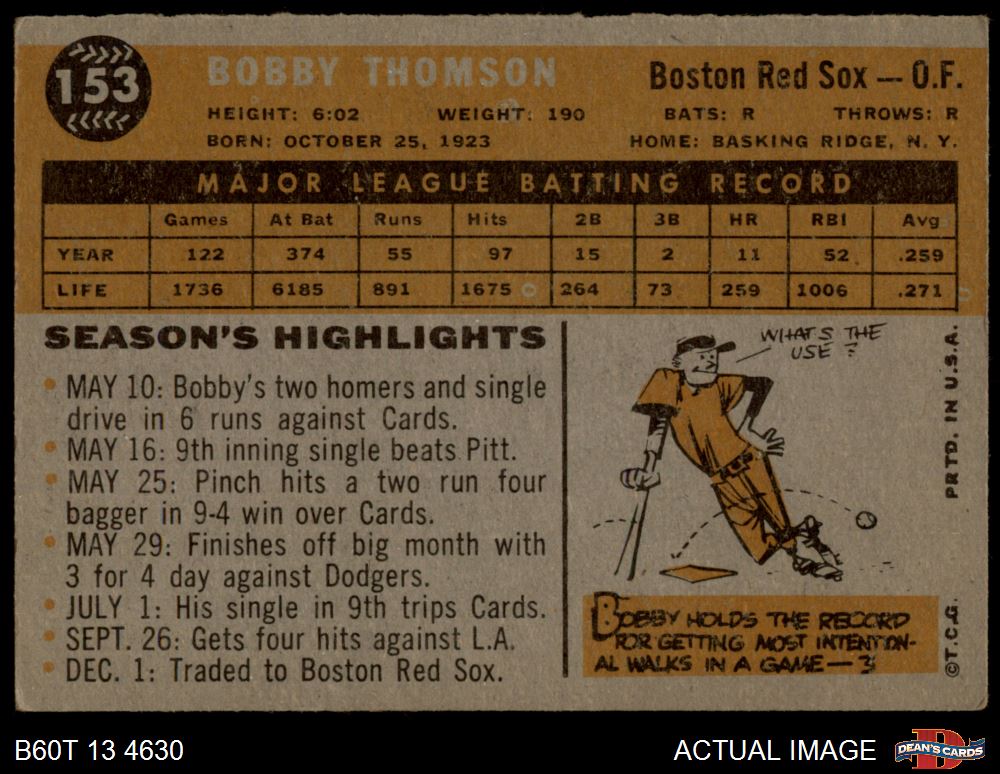 153
BOBBY THOMSON
Boston Red Sox — O.F.
HEIGHT: 6:02 WEIGHT: 190 BATS: R THROWS: R
BORN: OCTOBER 25, 1923 HOME: BASKING RIDGE, N. Y.
MAJOR LEAGUE BATTING RECORD
Games At Bat Runs Hits 2B 3B HR RBI Avg
YEAR 122 374 55 97 15 2 11 52 .259
LIFE 1736 6185 891 1675 264 73 259 1006 .271
SEASON'S HIGHLIGHTS
• MAY 10: Bobby's two homers and single
drive in 6 runs against Cards.
• MAY 16: 9th inning single beats Pitt.
• MAY 25: Pinch hits a two run four
bagger in 9-4 win over Cards.
• MAY 29: Finishes off big month with
3 for 4 day against Dodgers.
• JULY 1: His single in 9th trips Cards.
• SEPT. 26: Gets four hits against L.A.
• DEC. 1: Traded to Boston Red Sox.
WHAT'S THE
USE ?
BOBBY HOLDS THE RECORD
FOR GETTING MOST INTENTION-
AL WALKS IN A GAME — 3
©T.C.G. PRTD. IN U.S.A.
B60T 13 4630
ACTUAL IMAGE
DEAN'S CARDS